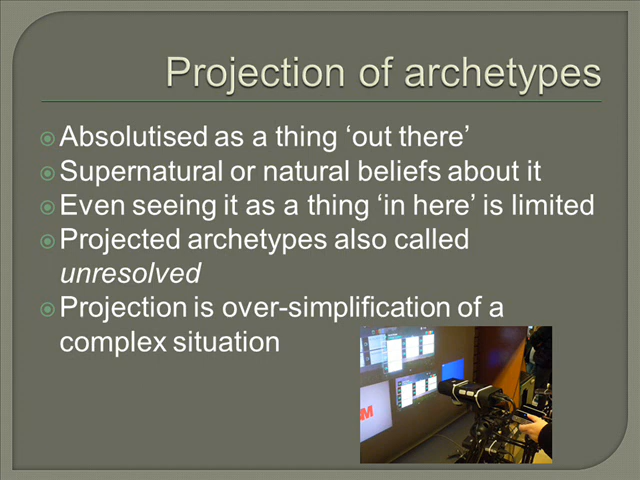 Projection of archetypes
Absolutised as a thing ‘out there’
Supernatural or natural beliefs about it
Even seeing it as a thing ‘in here’ is limited
Projected archetypes also called
unresolved
Projection is over-simplification of a
complex situation